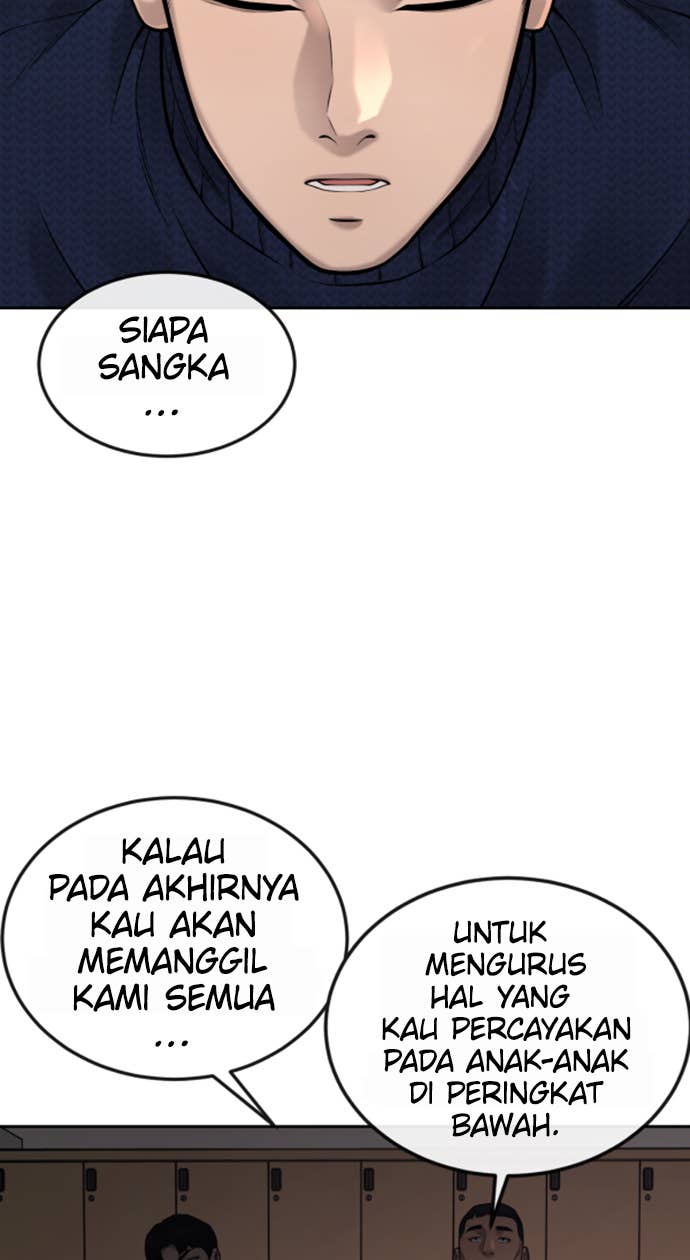 SIAPA
SANGKA
...
KALAU
PADA AKHIRNYA
KAU AKAN
MEMANGGIL
KAMI SEMUA
...
UNTUK
MENGURUS
HAL YANG
KAU PERCAYAKAN
PADA ANAK-ANAK
DI PERINGKAT
BAWAH.